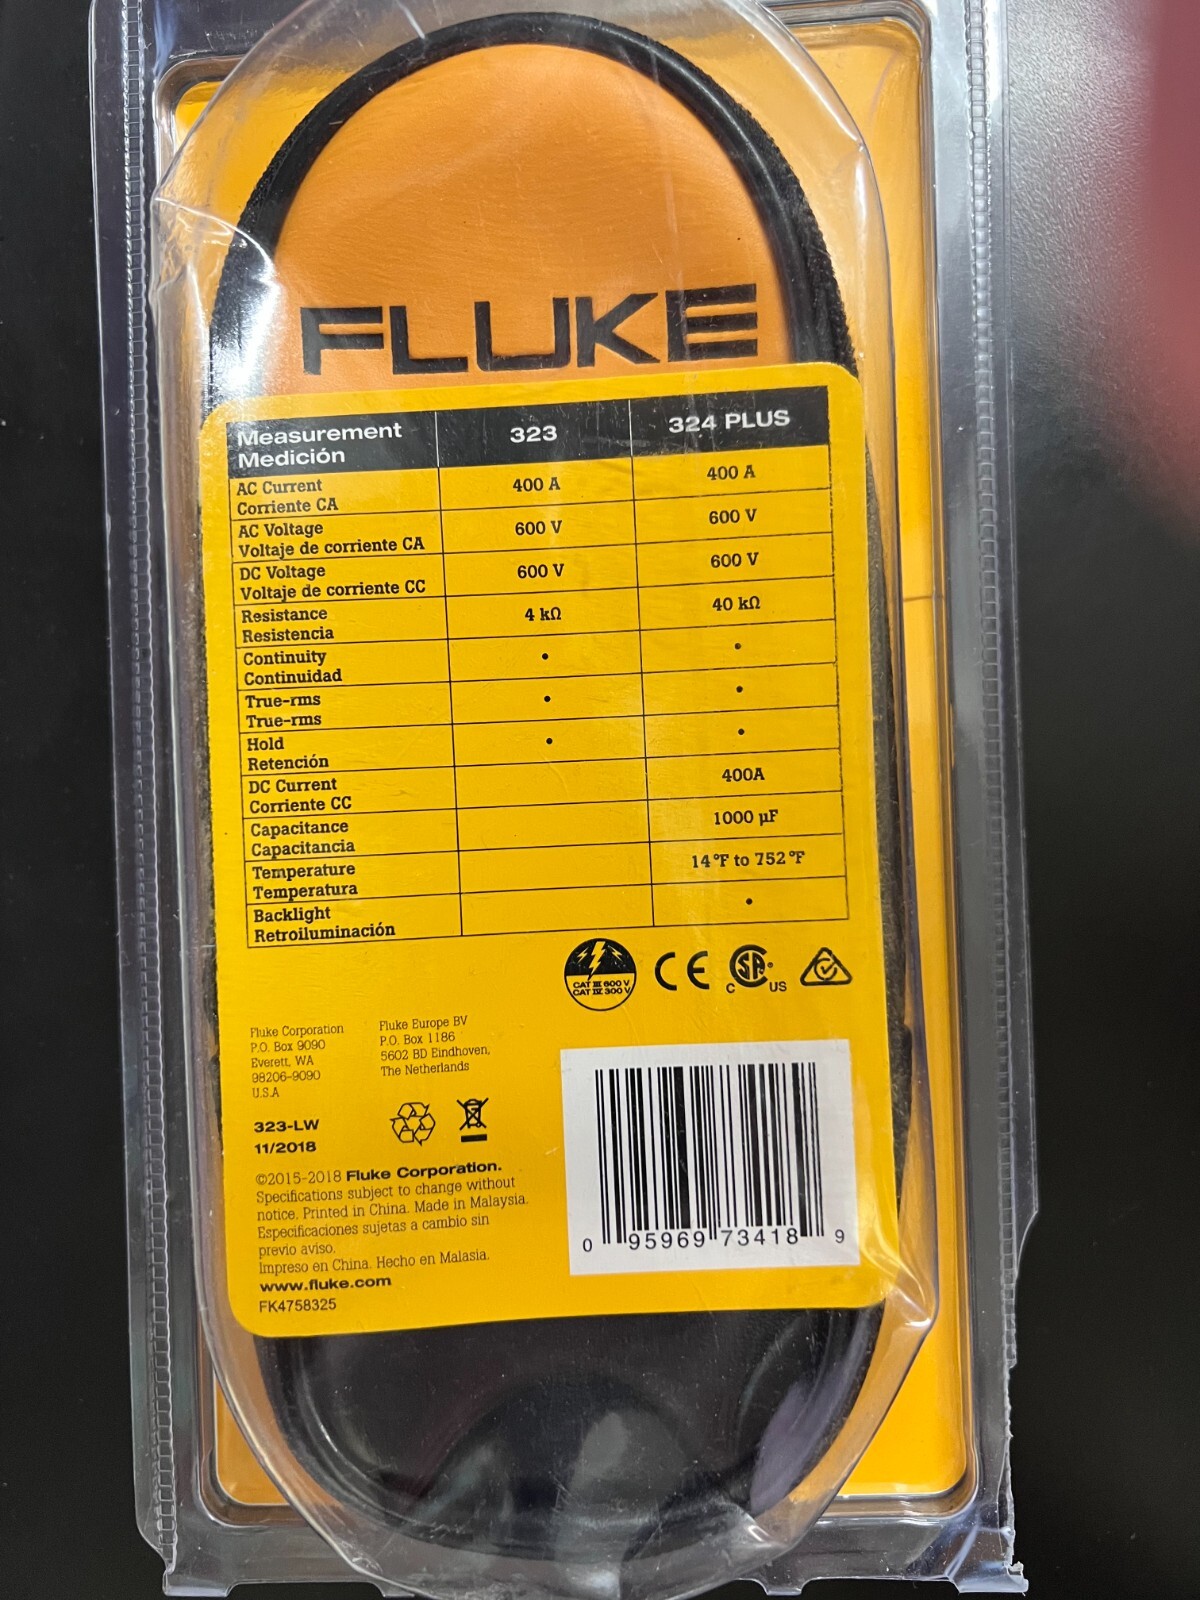 FLUKE
Measurement 323 324 PLUS
Medición
AC Current 400 A 400 A
Corriente CA
AC Voltage 600 V 600 V
Voltaje de corriente CA
DC Voltage 600 V 600 V
Voltaje de corriente CC
Resistance 4 kΩ 40 kΩ
Resistencia
Continuity • •
Continuidad
True-rms • •
True-rms
Hold • •
Retención
DC Current 400A
Corriente CC
Capacitance 1000 µF
Capacitancia
Temperature 14°F to 752°F
Temperatura
Backlight •
Retroiluminación
CAT III 600 V
CAT IV 300 V
CE
C SA® US
Fluke Corporation
P.O. Box 9090
Everett, WA
98206-9090
U.S.A
Fluke Europe BV
P.O. Box 1186
5602 BD Eindhoven,
The Netherlands
323-LW
11/2018
©2015-2018 Fluke Corporation.
Specifications subject to change without
notice. Printed in China. Made in Malaysia.
Especificaciones sujetas a cambio sin
previo aviso.
Impreso en China. Hecho en Malasia.
www.fluke.com
FK4758325
0 95969 73418 9